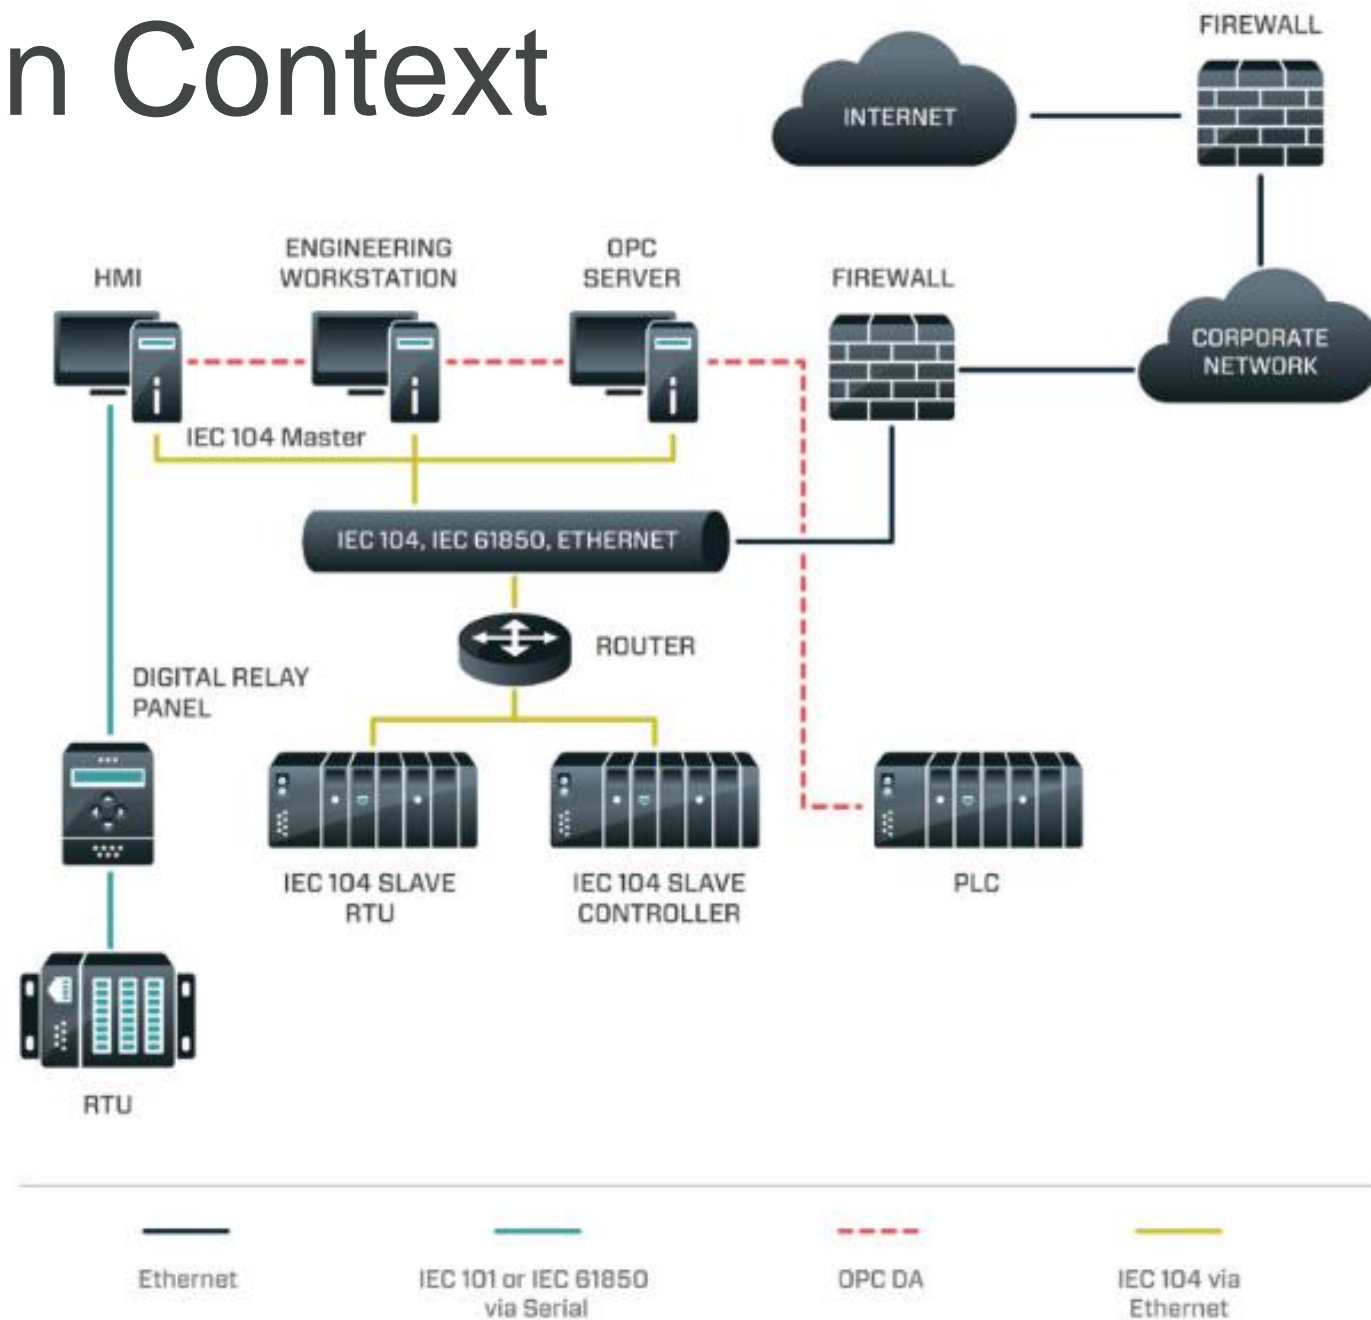 n Context
FIREWALL
INTERNET
ENGINEERING
WORKSTATION
OPC
SERVER
HMI
FIREWALL
CORPORATE
NETWORK
IEC 104 Master
IEC 104, IEC 61850, ETHERNET
ROUTER
DIGITAL RELAY
PANEL
IEC 104 SLAVE
RTU
IEC 104 SLAVE
CONTROLLER
PLC
RTU
Ethernet
IEC 101 or IEC 61850
via Serial
OPC DA
IEC 104 via
Ethernet